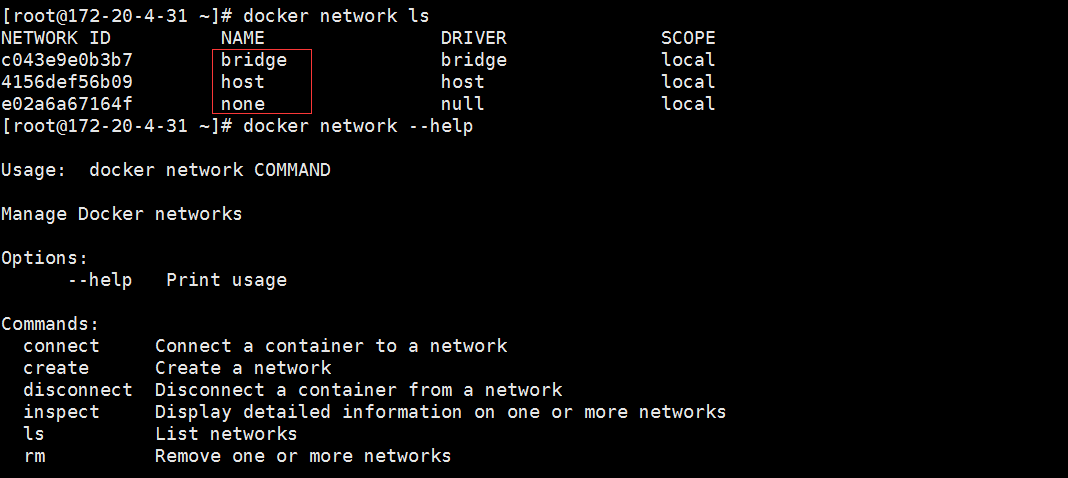 [root@172-20-4-31 ~]# docker network ls
NETWORK ID          NAME                DRIVER              SCOPE
c043e9e0b3b7        bridge              bridge              local
4156def56b09        host                host                local
e02a6a67164f        none                null                local
[root@172-20-4-31 ~]# docker network --help
Usage:  docker network COMMAND
Manage Docker networks
Options:
      --help   Print usage
Commands:
  connect     Connect a container to a network
  create      Create a network
  disconnect  Disconnect a container from a network
  inspect     Display detailed information on one or more networks
  ls          List networks
  rm          Remove one or more networks